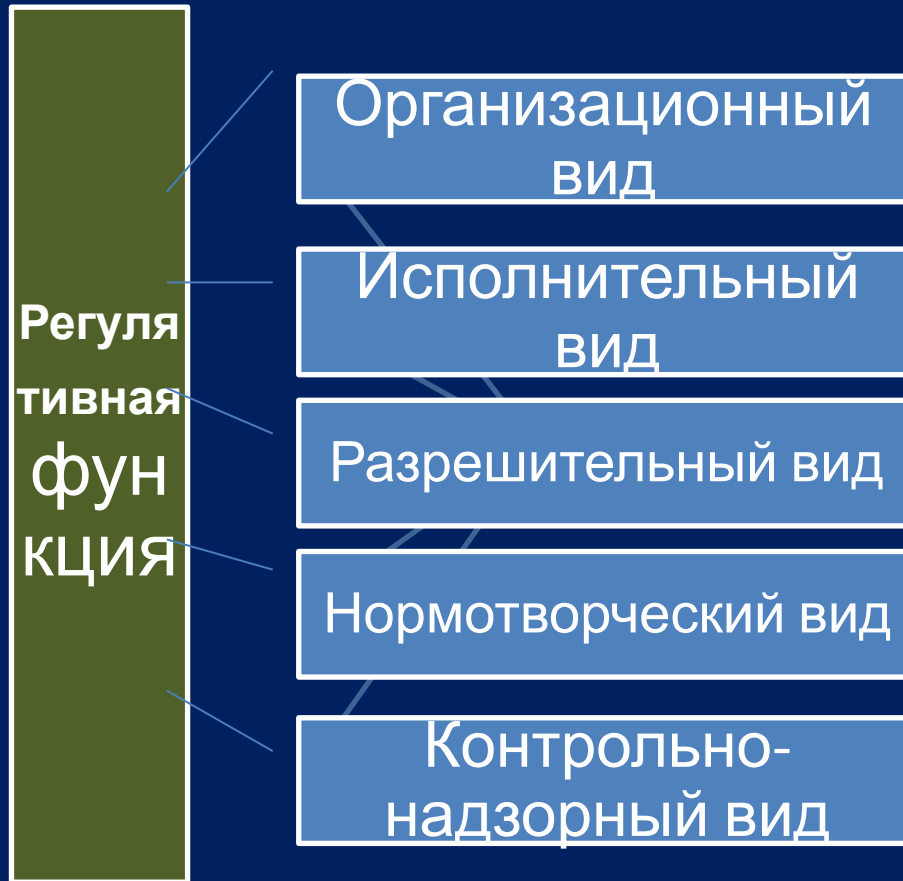 Регуля
тивная
фун
кция
Организационный
вид
Исполнительный
вид
Разрешительный вид
Нормотворческий вид
Контрольно-
надзорный вид